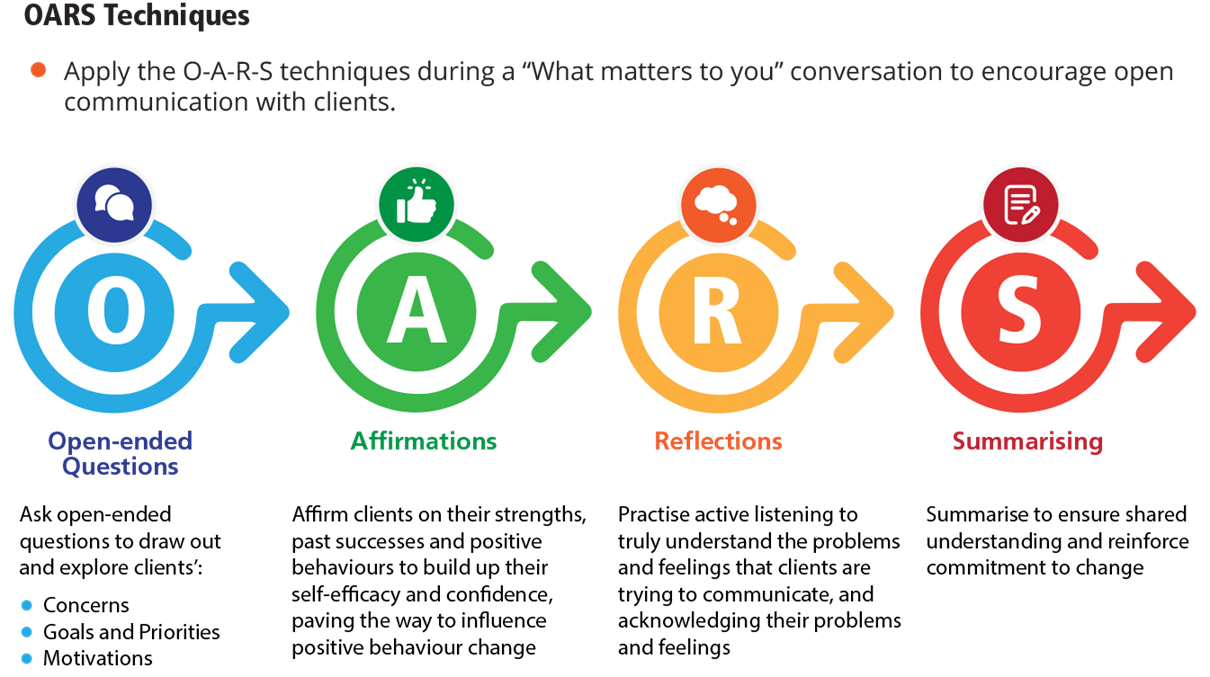 OARS Techniques
Apply the O-A-R-S techniques during a “What matters to you” conversation to encourage open
communication with clients.
O
A
R
S
Open-ended
Questions
Affirmations
Reflections
Summarising
Ask open-ended
questions to draw out
and explore clients’:
Concerns
Goals and Priorities
Motivations
Affirm clients on their strengths,
past successes and positive
behaviours to build up their
self-efficacy and confidence,
paving the way to influence
positive behaviour change
Practise active listening to
truly understand the problems
and feelings that clients are
trying to communicate, and
acknowledging their problems
and feelings
Summarise to ensure shared
understanding and reinforce
commitment to change